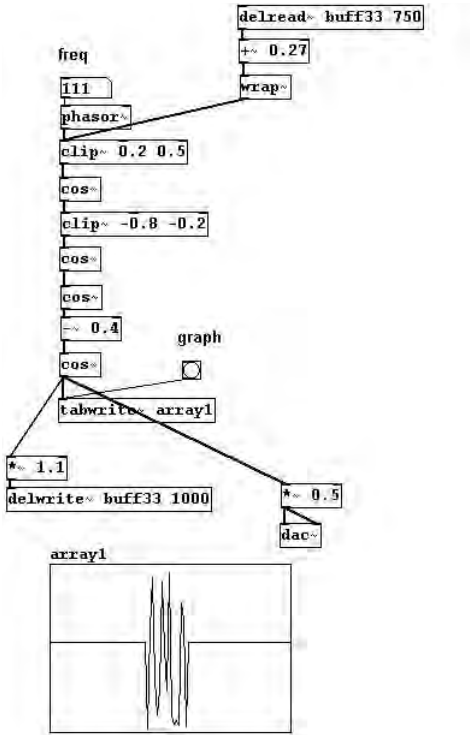 delread~ buff33 750
freq
+~ 0.27
111
wrap~
phasor~
clip~ 0.2 0.5
cos~
clip~ -0.8 -0.2
cos~
cos~
-~ 0.4
graph
cos~
tabwrite~ array1
*~ 1.1
delwrite~ buff33 1000
*~ 0.5
dac~
array1